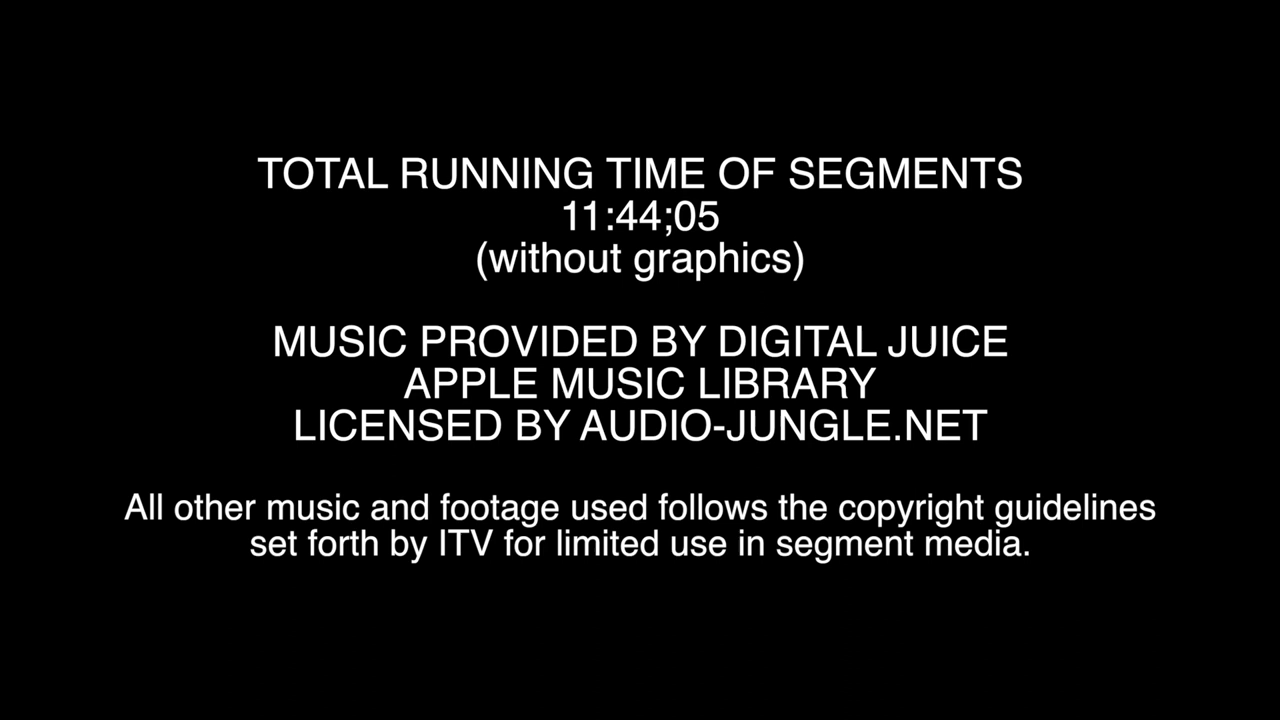 TOTAL RUNNING TIME OF SEGMENTS
11:44;05
(without graphics)
MUSIC PROVIDED BY DIGITAL JUICE
APPLE MUSIC LIBRARY
LICENSED BY AUDIO-JUNGLE.NET
All other music and footage used follows the copyright guidelines
set forth by ITV for limited use in segment media.